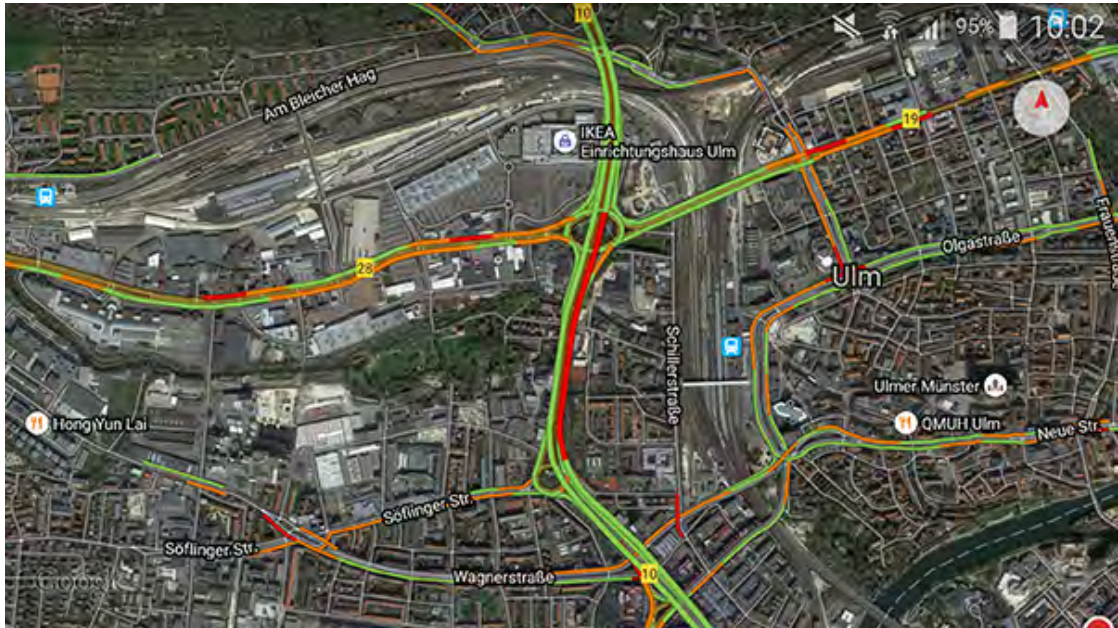 10
95%
10.02
Am Bleicher Hag
IKEA
Einrichtungshaus Ulm
19
Olgastraße
28
Ulm
Schillerstraße
Ulmer Münster
Hong Yun Lai
QMUH Ulm
Neue Str.
Söflinger Str.
Söflinger Str.
Wagnerstraße
10